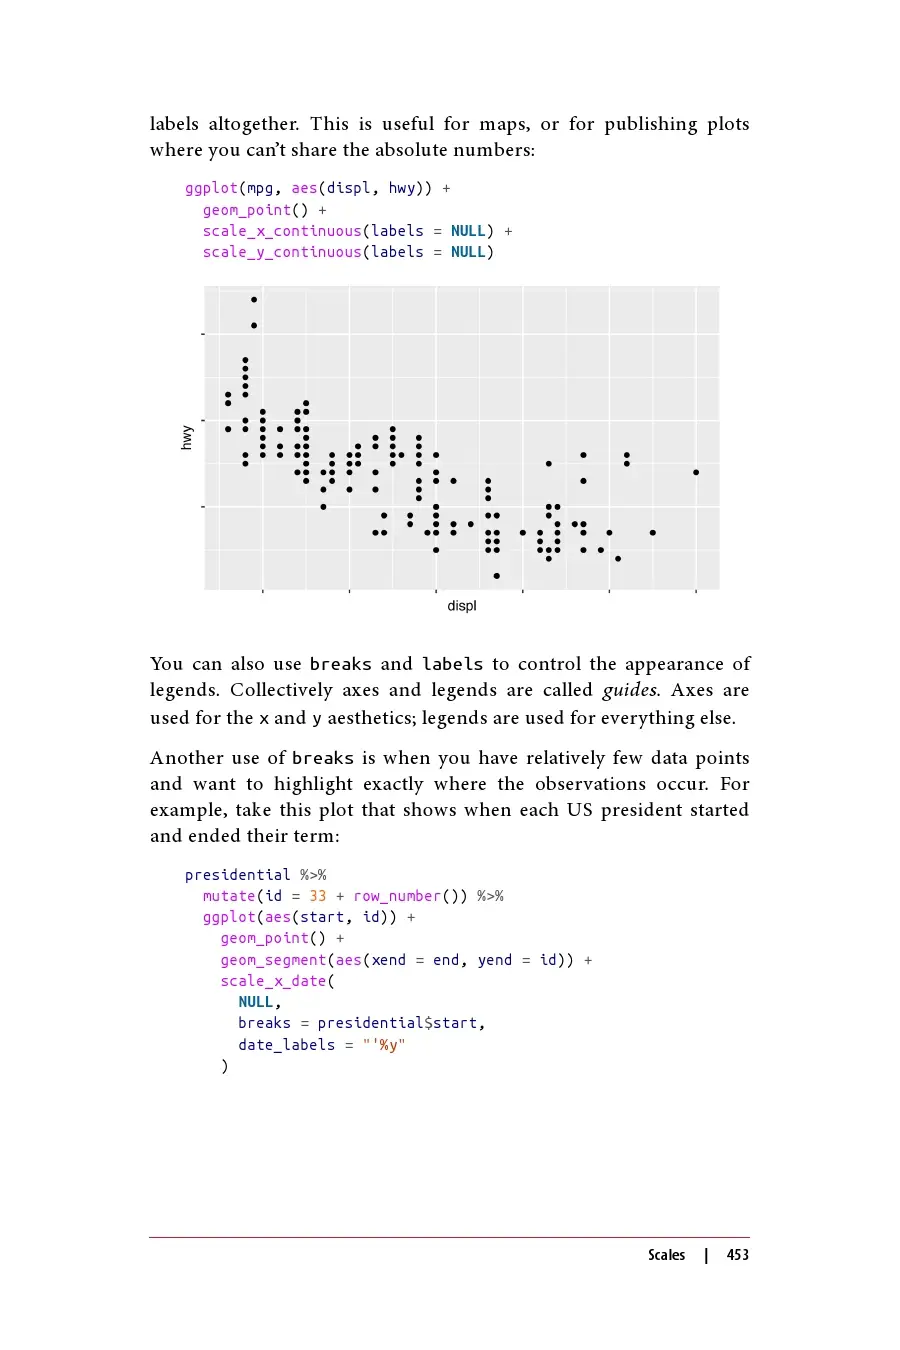 labels altogether. This is useful for maps, or for publishing plots
where you can’t share the absolute numbers:
ggplot(mpg, aes(displ, hwy)) +
geom_point() +
scale_x_continuous(labels = NULL) +
scale_y_continuous(labels = NULL)
hwy
displ
You can also use breaks and labels to control the appearance of
legends. Collectively axes and legends are called guides. Axes are
used for the x and y aesthetics; legends are used for everything else.
Another use of breaks is when you have relatively few data points
and want to highlight exactly where the observations occur. For
example, take this plot that shows when each US president started
and ended their term:
presidential %>%
mutate(id = 33 + row_number()) %>%
ggplot(aes(start, id)) +
geom_point() +
geom_segment(aes(xend = end, yend = id)) +
scale_x_date(
NULL,
breaks = presidential$start,
date_labels = "'%y"
)
Scales | 453